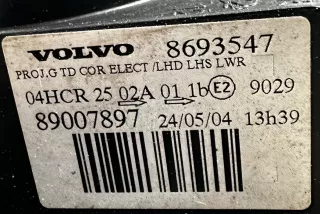 VOLVO 8693547
PROJ.G TD COR ELECT /LHD LHS LWR
04HCR 25 02A 01 1b E2 9029
89007897 24/05/04 13h39